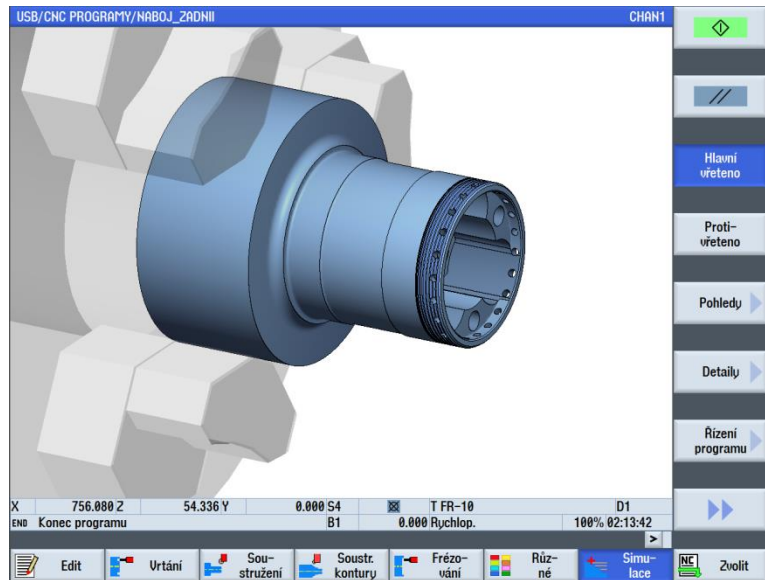 USB/CNC PROGRAMY/NABOJ_ZADNII CHAN1
Hlavní
vřeteno
Proti-
vřeteno
Pohledy
Detaily
Řízení
programu
X 756.080 Z 54.336 Y 0.000 S4 T FR-10 D1
END Konec programu B1 0.000 Rychlop. 100% 02:13:42
>
Edit
Vrtání
Sou-
stružení
Soustr.
kontury
Frézo-
vání
Růz-
né
Simu-
lace
NC
Zvolit